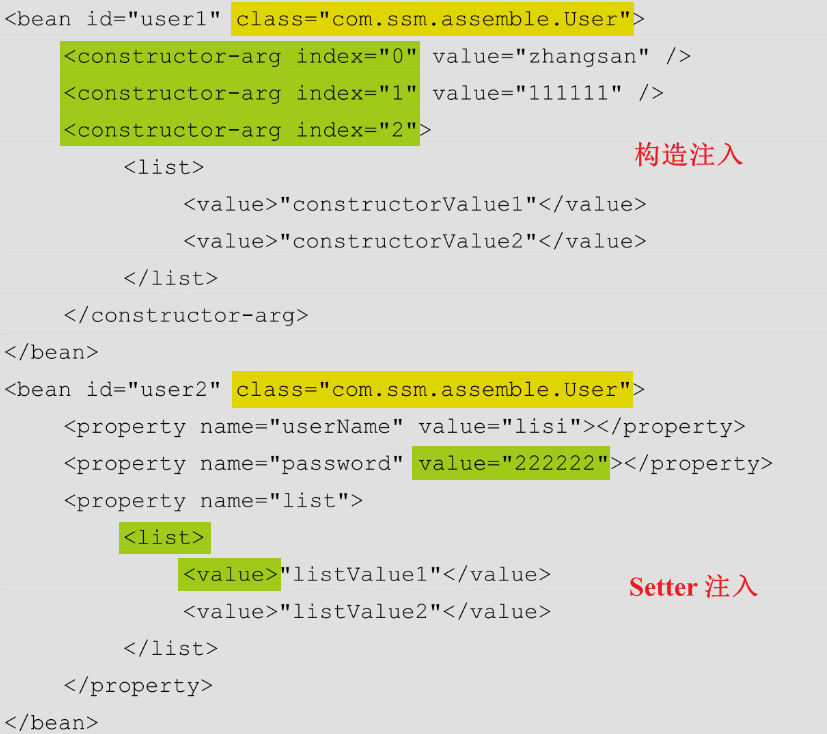 <bean id="user1" class="com.ssm.assemble.User">
<constructor-arg index="0" value="zhangsan" />
<constructor-arg index="1" value="111111" />
<constructor-arg index="2">
构造注入
<list>
<value>"constructorValue1"</value>
<value>"constructorValue2"</value>
</list>
</constructor-arg>
</bean>
<bean id="user2" class="com.ssm.assemble.User">
<property name="userName" value="lisi"></property>
<property name="password" value="222222"></property>
<property name="list">
<list>
<value>"listValue1"</value>
Setter 注入
<value>"listValue2"</value>
</list>
</property>
</bean>